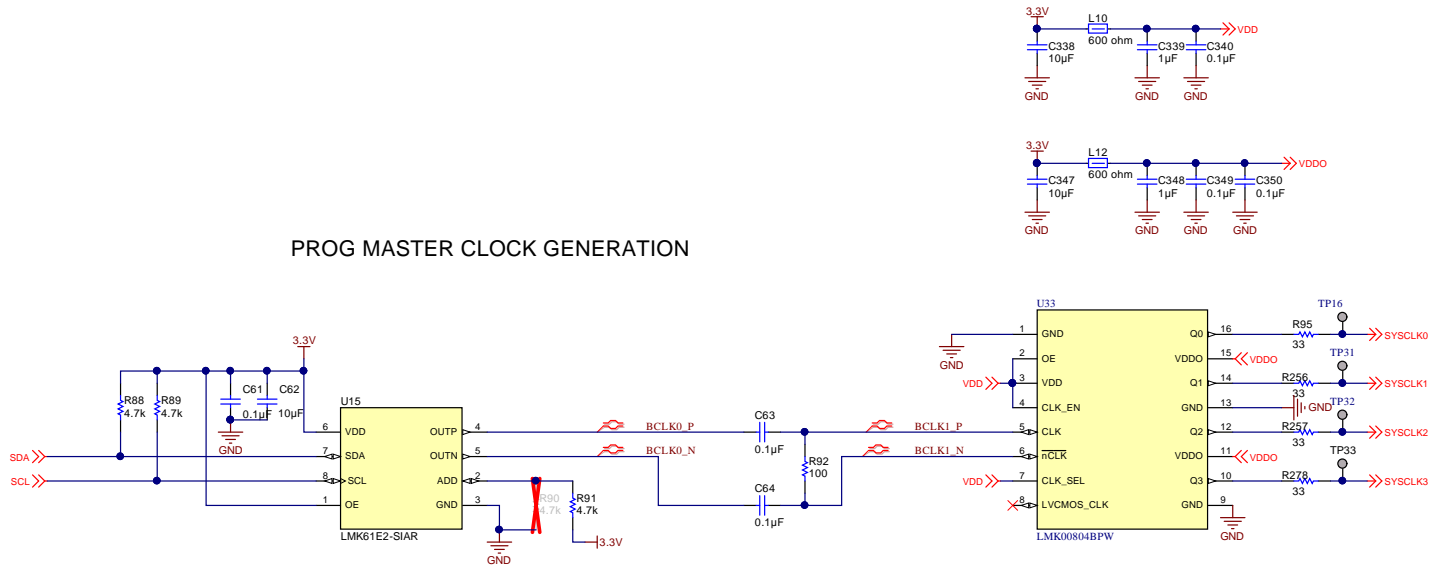 3.3V
L10
600 ohm
VDD
C338
10µF
C339
1µF
C340
0.1µF
GND
GND
GND
3.3V
L12
600 ohm
VDDO
C347
10µF
C348
1µF
C349
0.1µF
C350
0.1µF
GND
GND
GND
GND
PROG MASTER CLOCK GENERATION
3.3V
R88
4.7k
R89
4.7k
C61
0.1µF
C62
10µF
GND
SDA
SCL
U15
6 VDD OUTP 4
7 SDA OUTN 5
8 SCL ADD 2
1 OE GND 3
LMK61E2-SIAR
GND
R90
4.7k
R91
4.7k
3.3V
BCLK0_P
BCLK0_N
C63
0.1µF
C64
0.1µF
R92
100
BCLK1_P
BCLK1_N
GND
VDD
VDD
U33
1 GND Q0 16
2 OE VDDO 15
3 VDD Q1 14
4 CLK_EN GND 13
5 CLK Q2 12
6 nCLK VDDO 11
7 CLK_SEL Q3 10
8 LVCMOS_CLK GND 9
LMK00804BPW
TP16
R95
33
SYSCLK0
VDDO
TP31
R256
33
SYSCLK1
GND
TP32
R257
33
SYSCLK2
VDDO
TP33
R278
33
SYSCLK3
GND